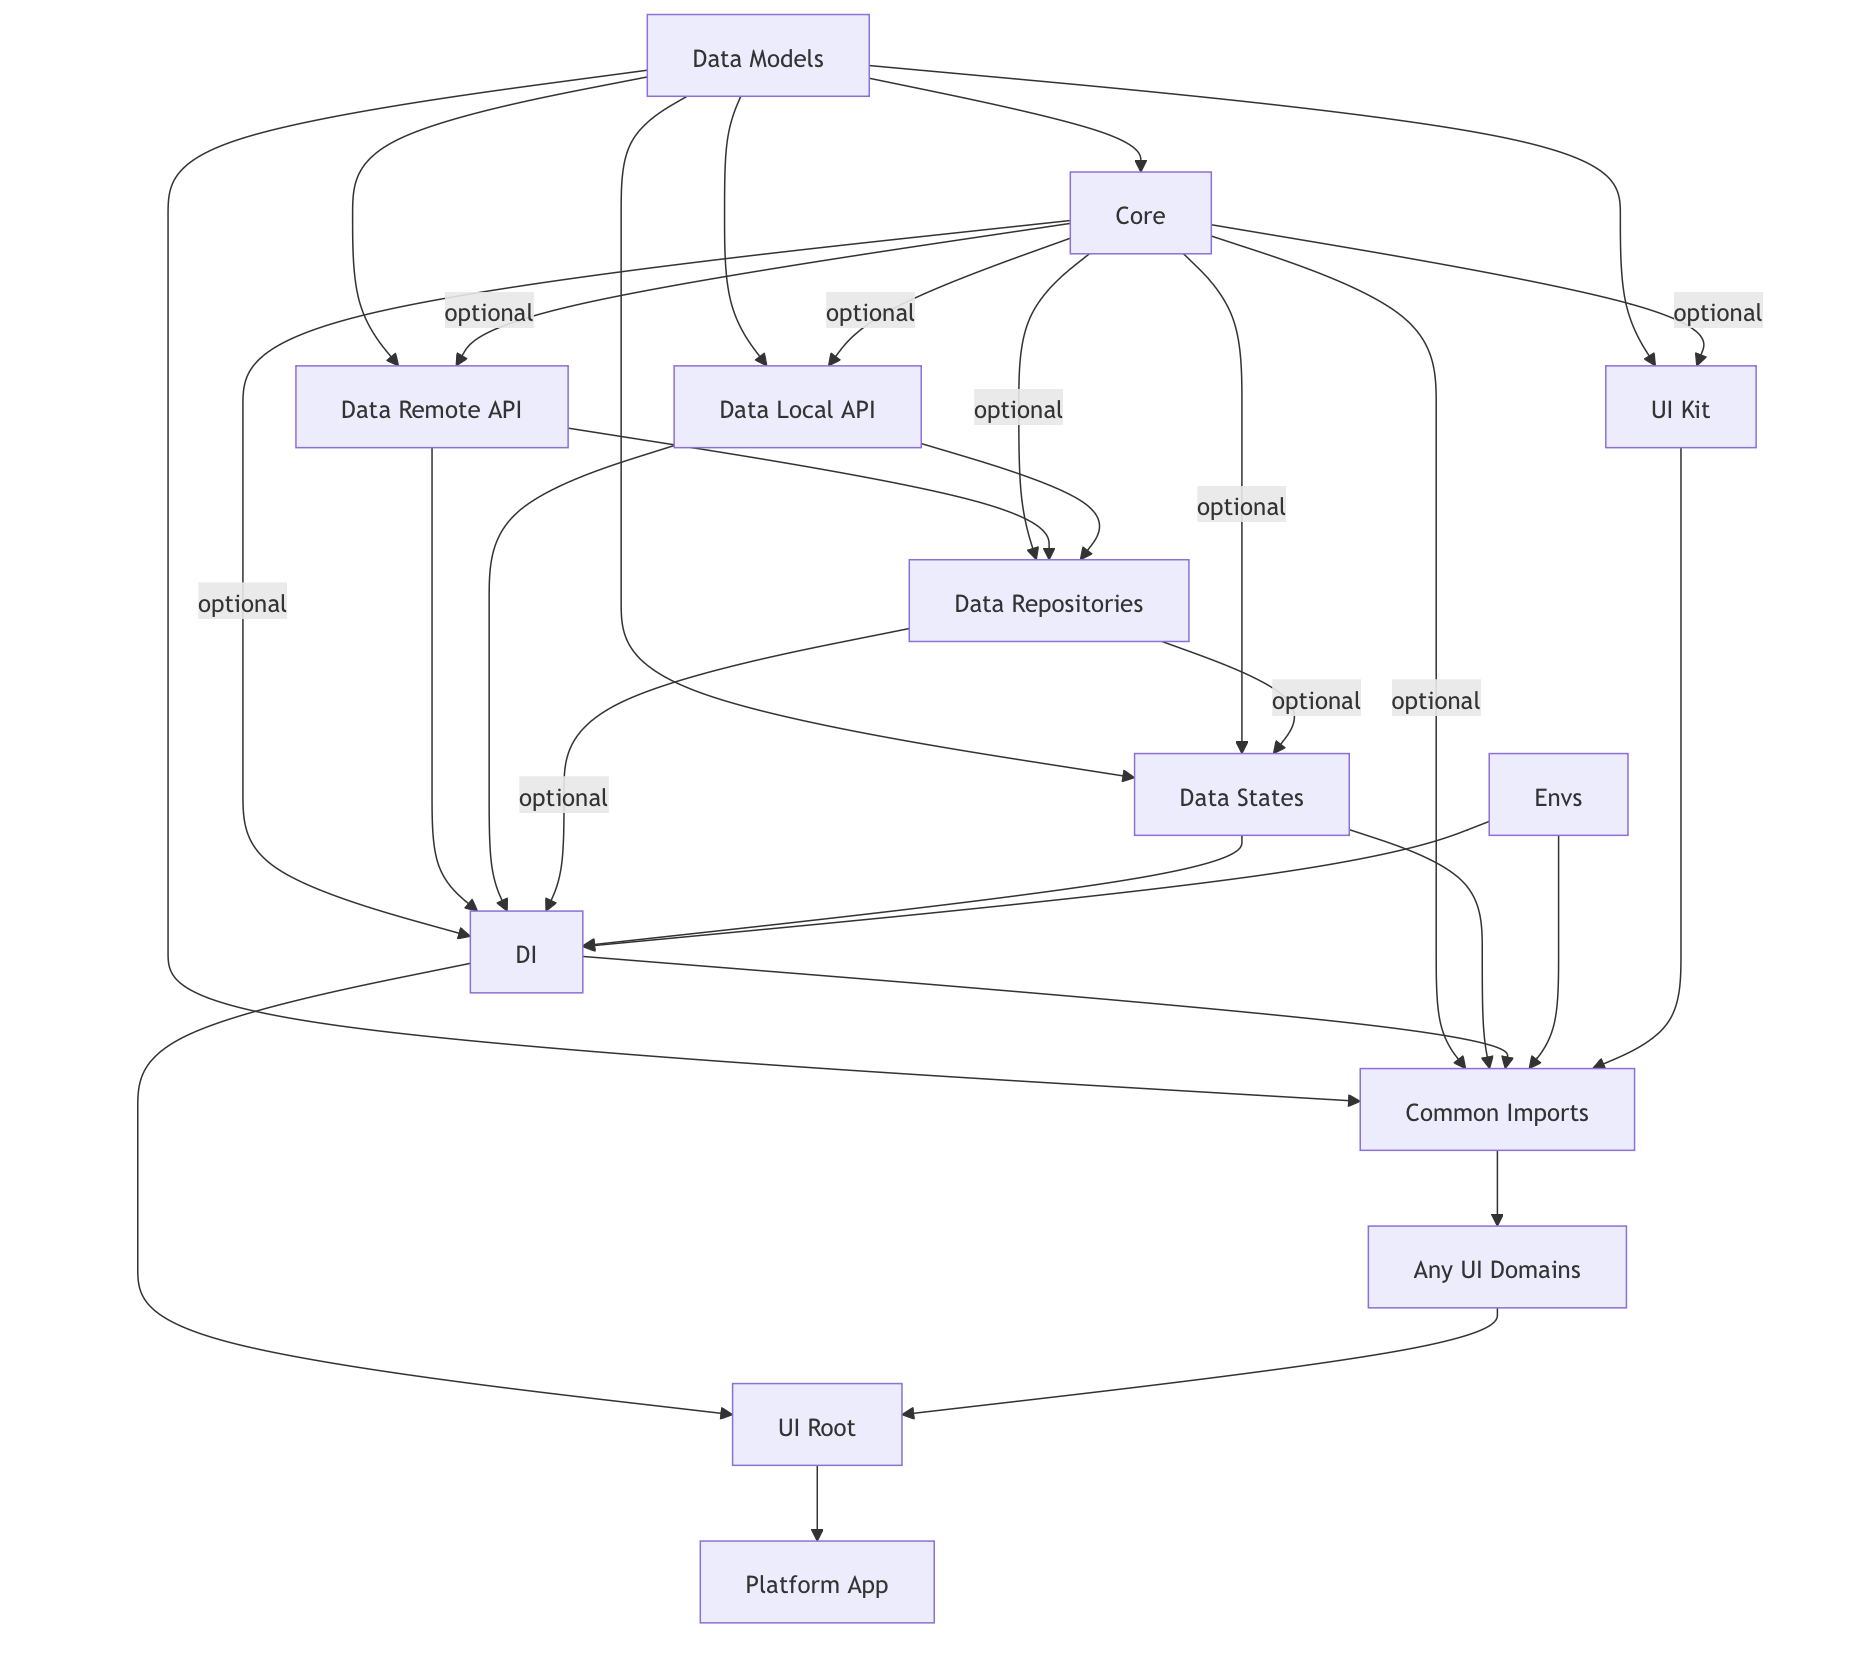 Data Models
Core
optional
optional
optional
Data Remote API
Data Local API
optional
UI Kit
optional
optional
Data Repositories
optional
optional
optional
Data States
Envs
DI
Common Imports
Any UI Domains
UI Root
Platform App